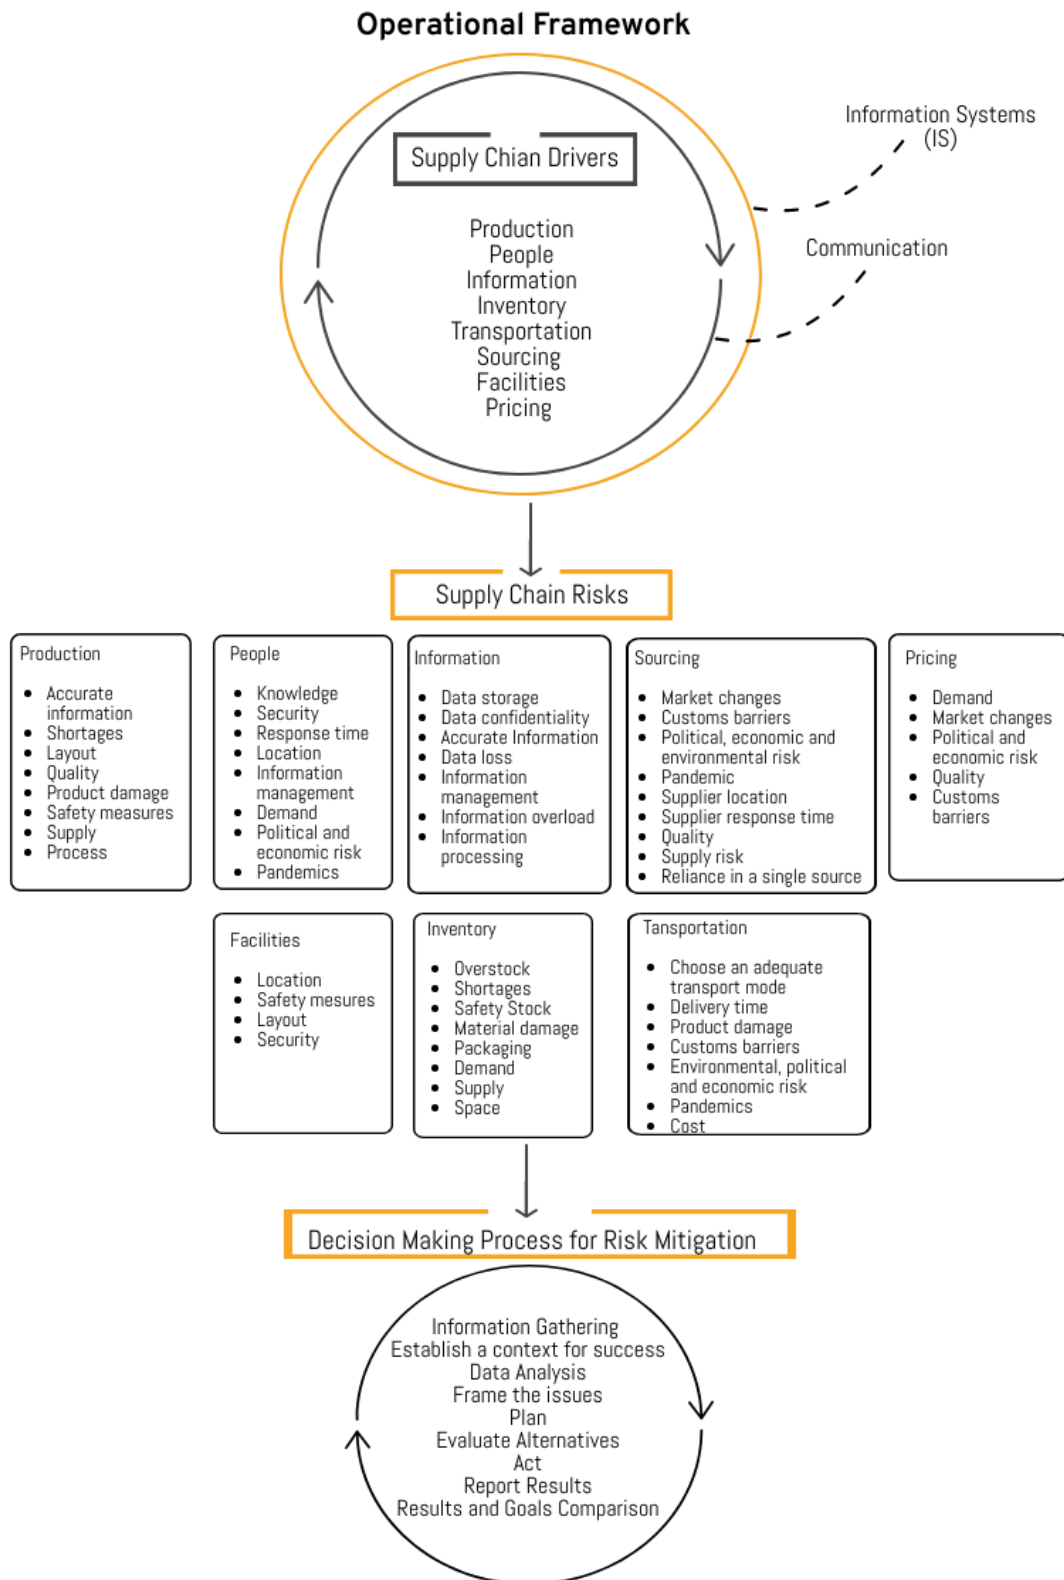 Operational Framework
Information Systems
(IS)
Supply Chian Drivers
Communication
Production
People
Information
Inventory
Transportation
Sourcing
Facilities
Pricing
Supply Chain Risks
Production
• Accurate
information
• Shortages
• Layout
• Quality
• Product damage
• Safety measures
• Supply
• Process
People
• Knowledge
• Security
• Response time
• Location
• Information
management
• Demand
• Political and
economic risk
• Pandemics
Information
• Data storage
• Data confidentiality
• Accurate Information
• Data loss
• Information
management
• Information overload
• Information
processing
Sourcing
• Market changes
• Customs barriers
• Political, economic and
environmental risk
• Pandemic
• Supplier location
• Supplier response time
• Quality
• Supply risk
• Reliance in a single source
Pricing
• Demand
• Market changes
• Political and
economic risk
• Quality
• Customs
barriers
Facilities
• Location
• Safety mesures
• Layout
• Security
Inventory
• Overstock
• Shortages
• Safety Stock
• Material damage
• Packaging
• Demand
• Supply
• Space
Tansportation
• Choose an adequate
transport mode
• Delivery time
• Product damage
• Customs barriers
• Environmental, political
and economic risk
• Pandemics
• Cost
Decision Making Process for Risk Mitigation
Information Gathering
Establish a context for success
Data Analysis
Frame the issues
Plan
Evaluate Alternatives
Act
Report Results
Results and Goals Comparison